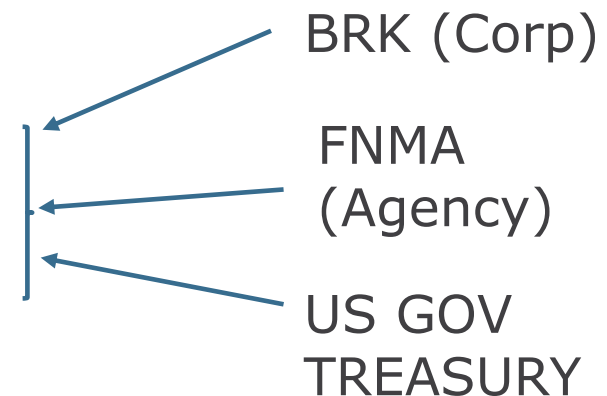 BRK (Corp)
FNMA
(Agency)
US GOV
TREASURY